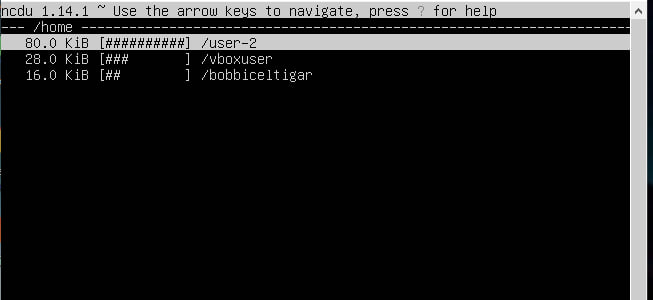 ncdu 1.14.1 ~ Use the arrow keys to navigate, press ? for help
--- /home ----------------------------------------------------------------------
   80.0 KiB [##########] /user-2
   28.0 KiB [###       ] /vboxuser
   16.0 KiB [##        ] /bobbiceltigar